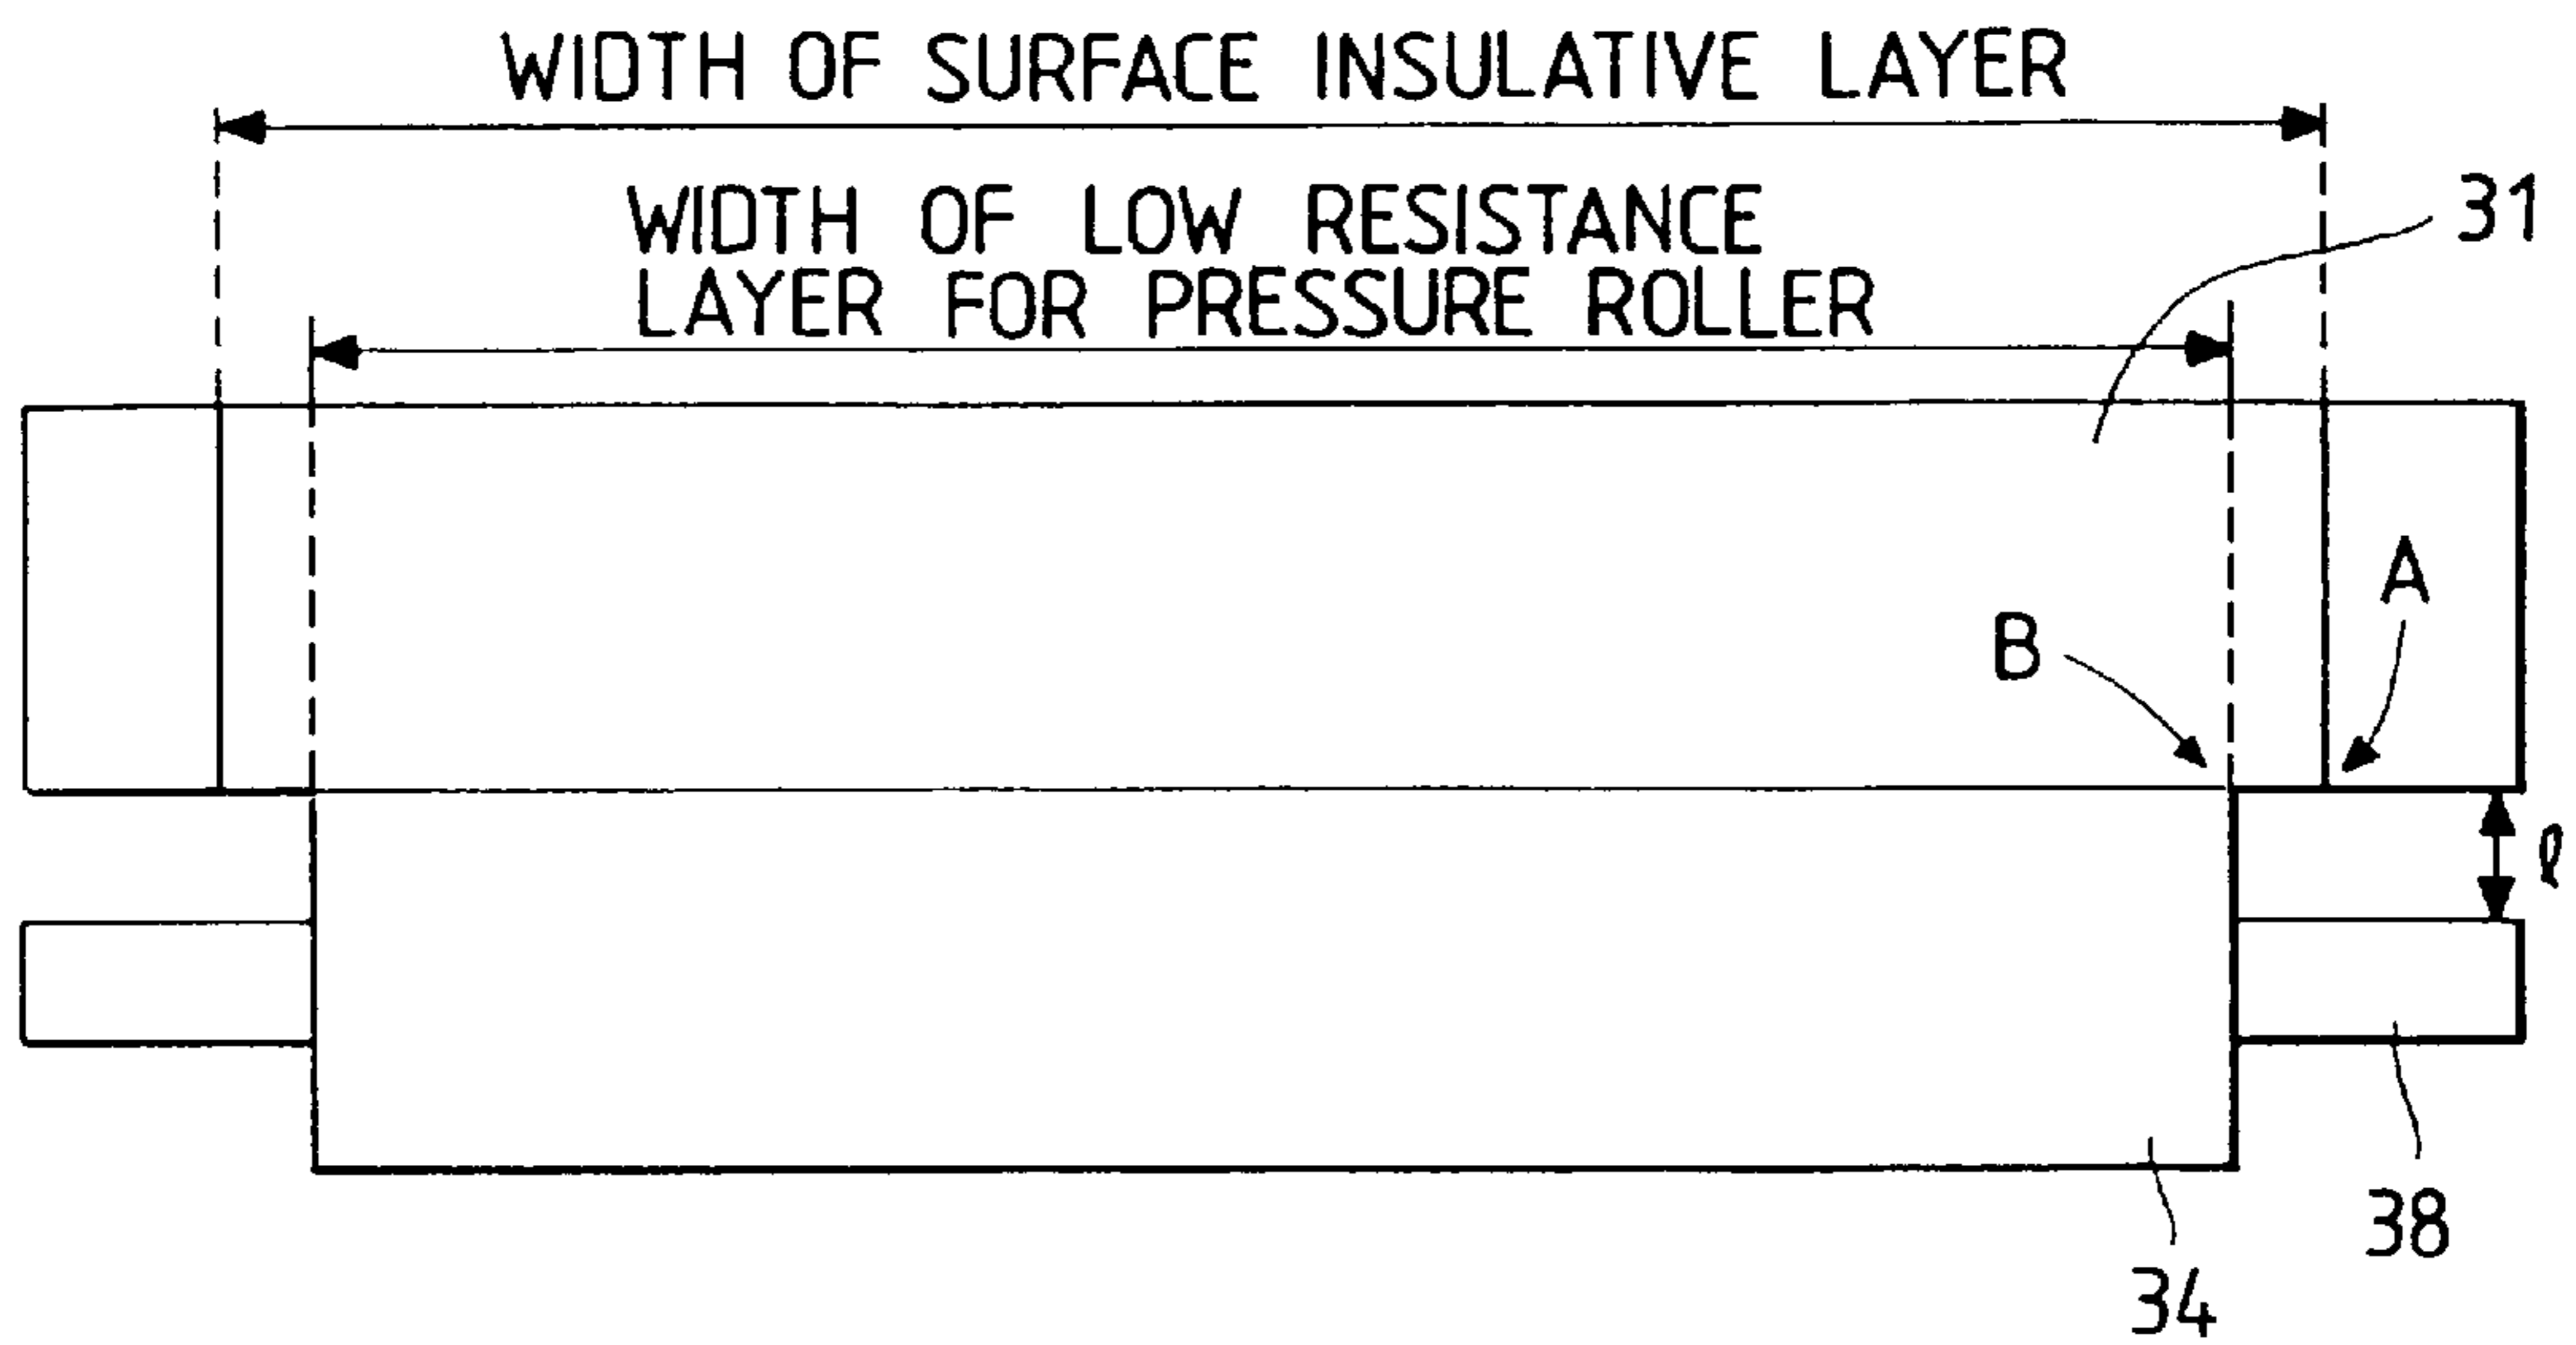 WIDTH OF SURFACE INSULATIVE LAYER
WIDTH OF LOW RESISTANCE
LAYER FOR PRESSURE ROLLER
31
A
B
ℓ
38
34